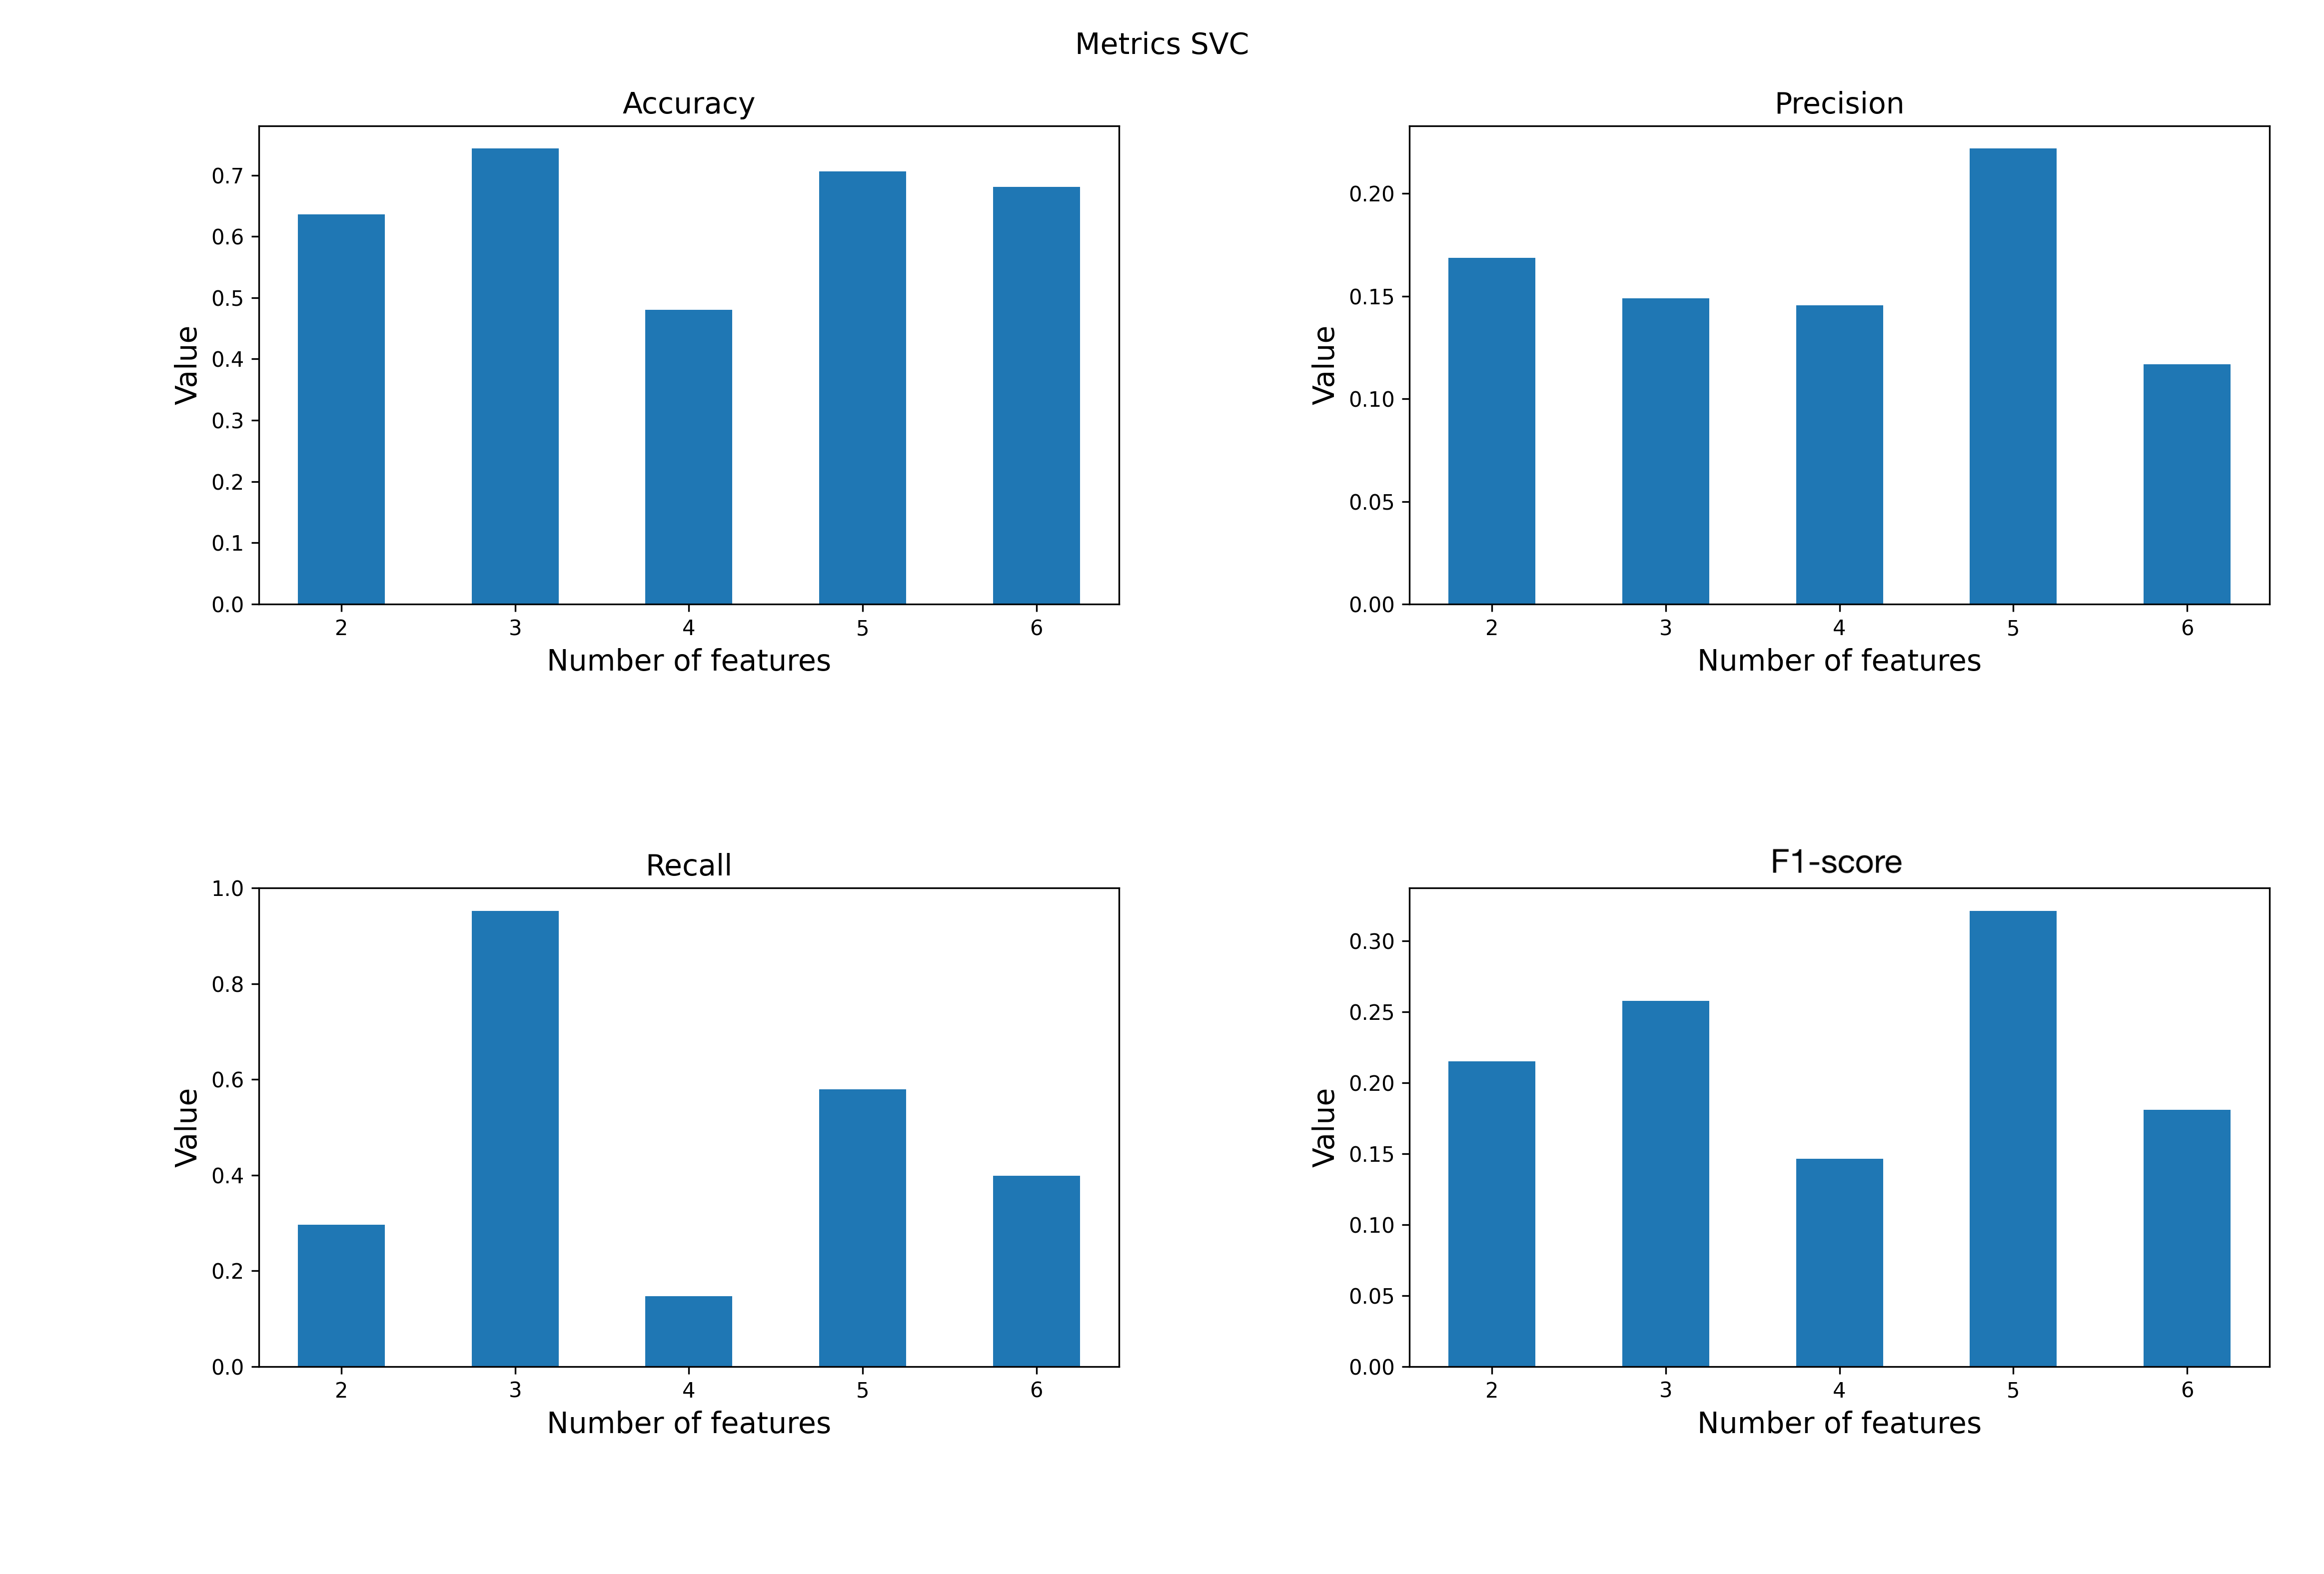 Metrics SVC
Accuracy
0.7
0.6
0.5
0.4
0.3
0.2
0.1
0.0
Value
2 3 4 5 6
Number of features
Precision
0.20
0.15
0.10
0.05
0.00
Value
2 3 4 5 6
Number of features
Recall
1.0
0.8
0.6
0.4
0.2
0.0
Value
2 3 4 5 6
Number of features
F1-score
0.30
0.25
0.20
0.15
0.10
0.05
0.00
Value
2 3 4 5 6
Number of features